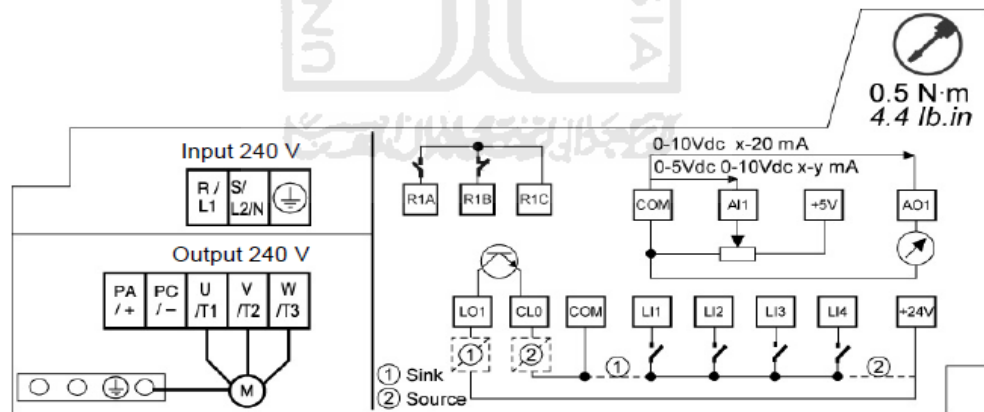 0.5 N·m
4.4 lb.in
Input 240 V
R / L1
S/ L2/N
Output 240 V
PA / +
PC / –
U /T1
V /T2
W /T3
M
R1A
R1B
R1C
0-10Vdc x-20 mA
0-5Vdc 0-10Vdc x-y mA
COM
AI1
+5V
AO1
LO1
CL0
COM
LI1
LI2
LI3
LI4
+24V
①
②
①
②
① Sink
② Source